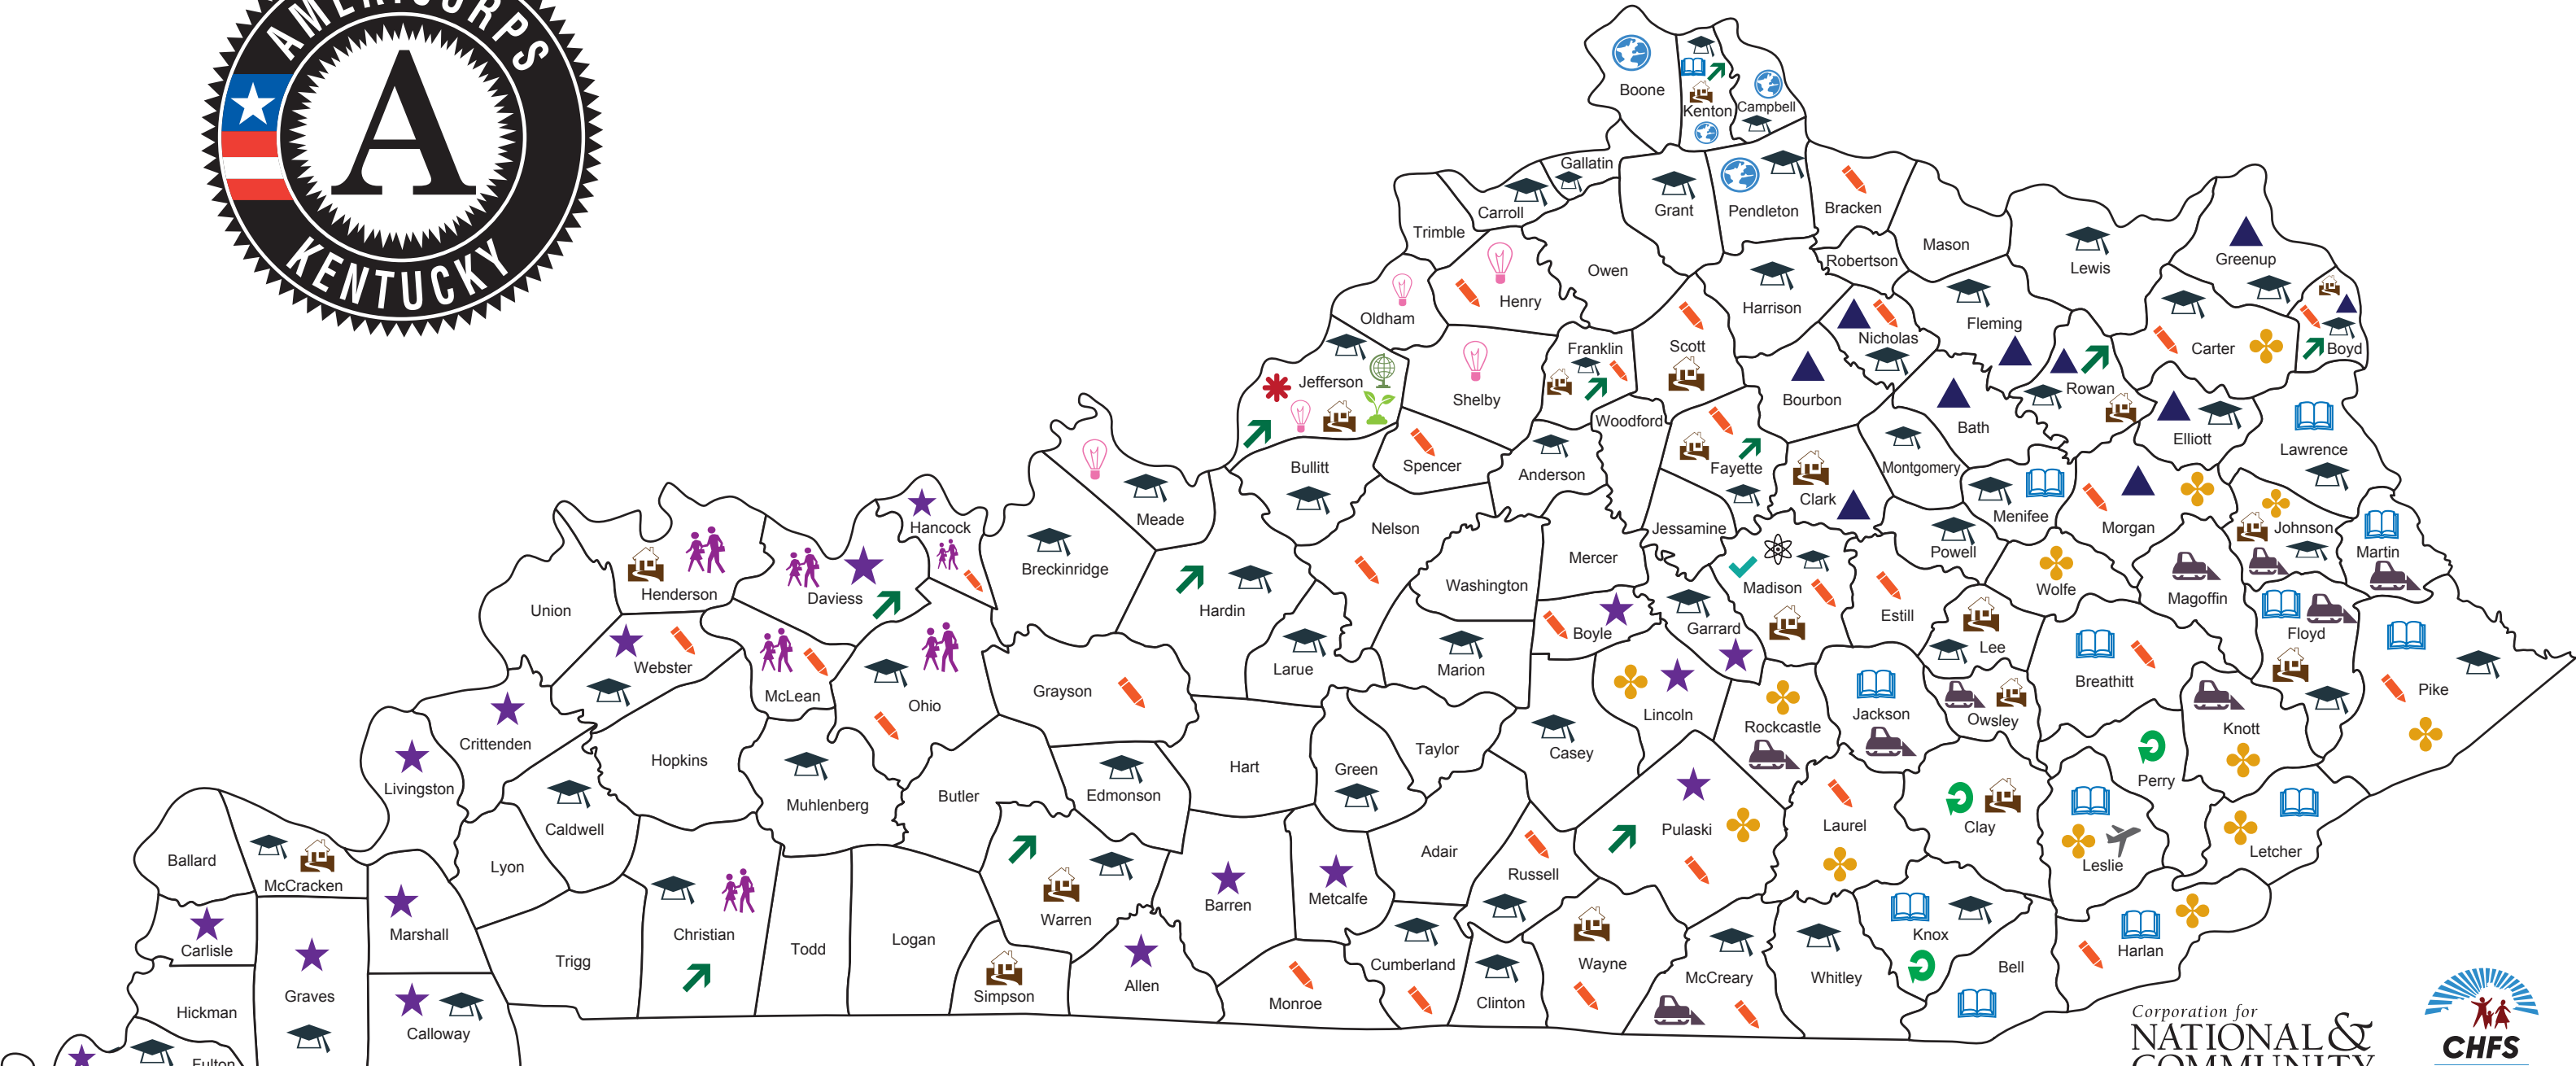 AMERICORPS
A
KENTUCKY
Boone
Kenton
Campbell
Gallatin
Carroll
Grant
Pendleton
Bracken
Trimble
Mason
Lewis
Greenup
Owen
Robertson
Henry
Oldham
Harrison
Fleming
Nicholas
Carter
Boyd
Franklin
Scott
Jefferson
Shelby
Bourbon
Rowan
Woodford
Bath
Elliott
Lawrence
Spencer
Bullitt
Anderson
Fayette
Montgomery
Clark
Menifee
Morgan
Johnson
Meade
Hancock
Nelson
Jessamine
Powell
Martin
Breckinridge
Mercer
Washington
Madison
Wolfe
Magoffin
Henderson
Daviess
Union
Hardin
Estill
Boyle
Garrard
Lee
Floyd
Webster
Larue
Marion
McLean
Ohio
Grayson
Breathitt
Pike
Lincoln
Jackson
Owsley
Rockcastle
Knott
Crittenden
Taylor
Casey
Hopkins
Hart
Green
Perry
Livingston
Butler
Edmonson
Muhlenberg
Caldwell
Pulaski
Laurel
Clay
Letcher
Ballard
Adair
Leslie
Lyon
Russell
McCracken
Barren
Metcalfe
Warren
Marshall
Christian
Logan
Todd
Knox
Harlan
Carlisle
Trigg
Cumberland
Wayne
McCreary
Whitley
Bell
Graves
Simpson
Allen
Monroe
Clinton
Hickman
Calloway
Fulton
Corporation for
NATIONAL &
COMMUNITY
CHFS